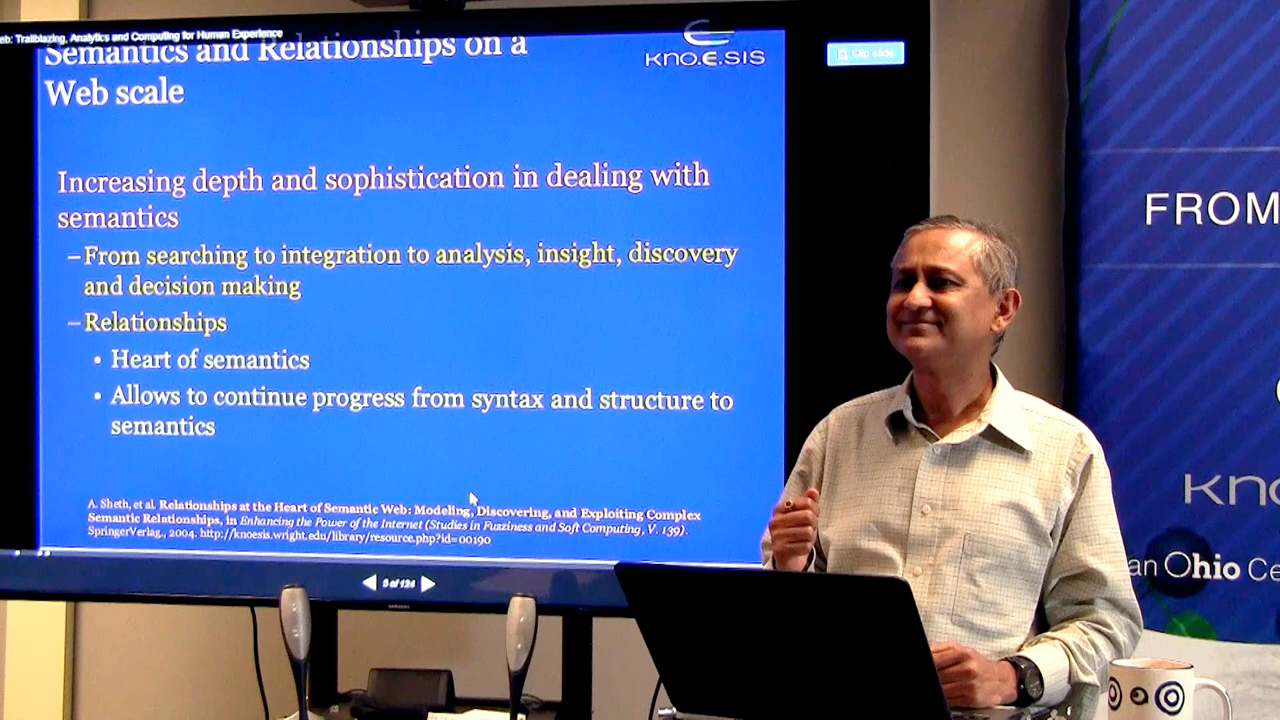 eb: Trailblazing, Analytics and Computing for Human Experience
Semantics and Relationships on a
Web scale
KNO.E.SIS
Clip slide
Increasing depth and sophistication in dealing with
semantics
–From searching to integration to analysis, insight, discovery
and decision making
–Relationships
• Heart of semantics
• Allows to continue progress from syntax and structure to
semantics
A. Sheth, et al. Relationships at the Heart of Semantic Web: Modeling, Discovering, and Exploiting Complex
Semantic Relationships, in Enhancing the Power of the Internet (Studies in Fuzziness and Soft Computing, V. 139).
SpringerVerlag., 2004. http://knoesis.wright.edu/library/resource.php?id=00190
5 of 124
SAMSUNG
FROM
kno
an Ohio Ce